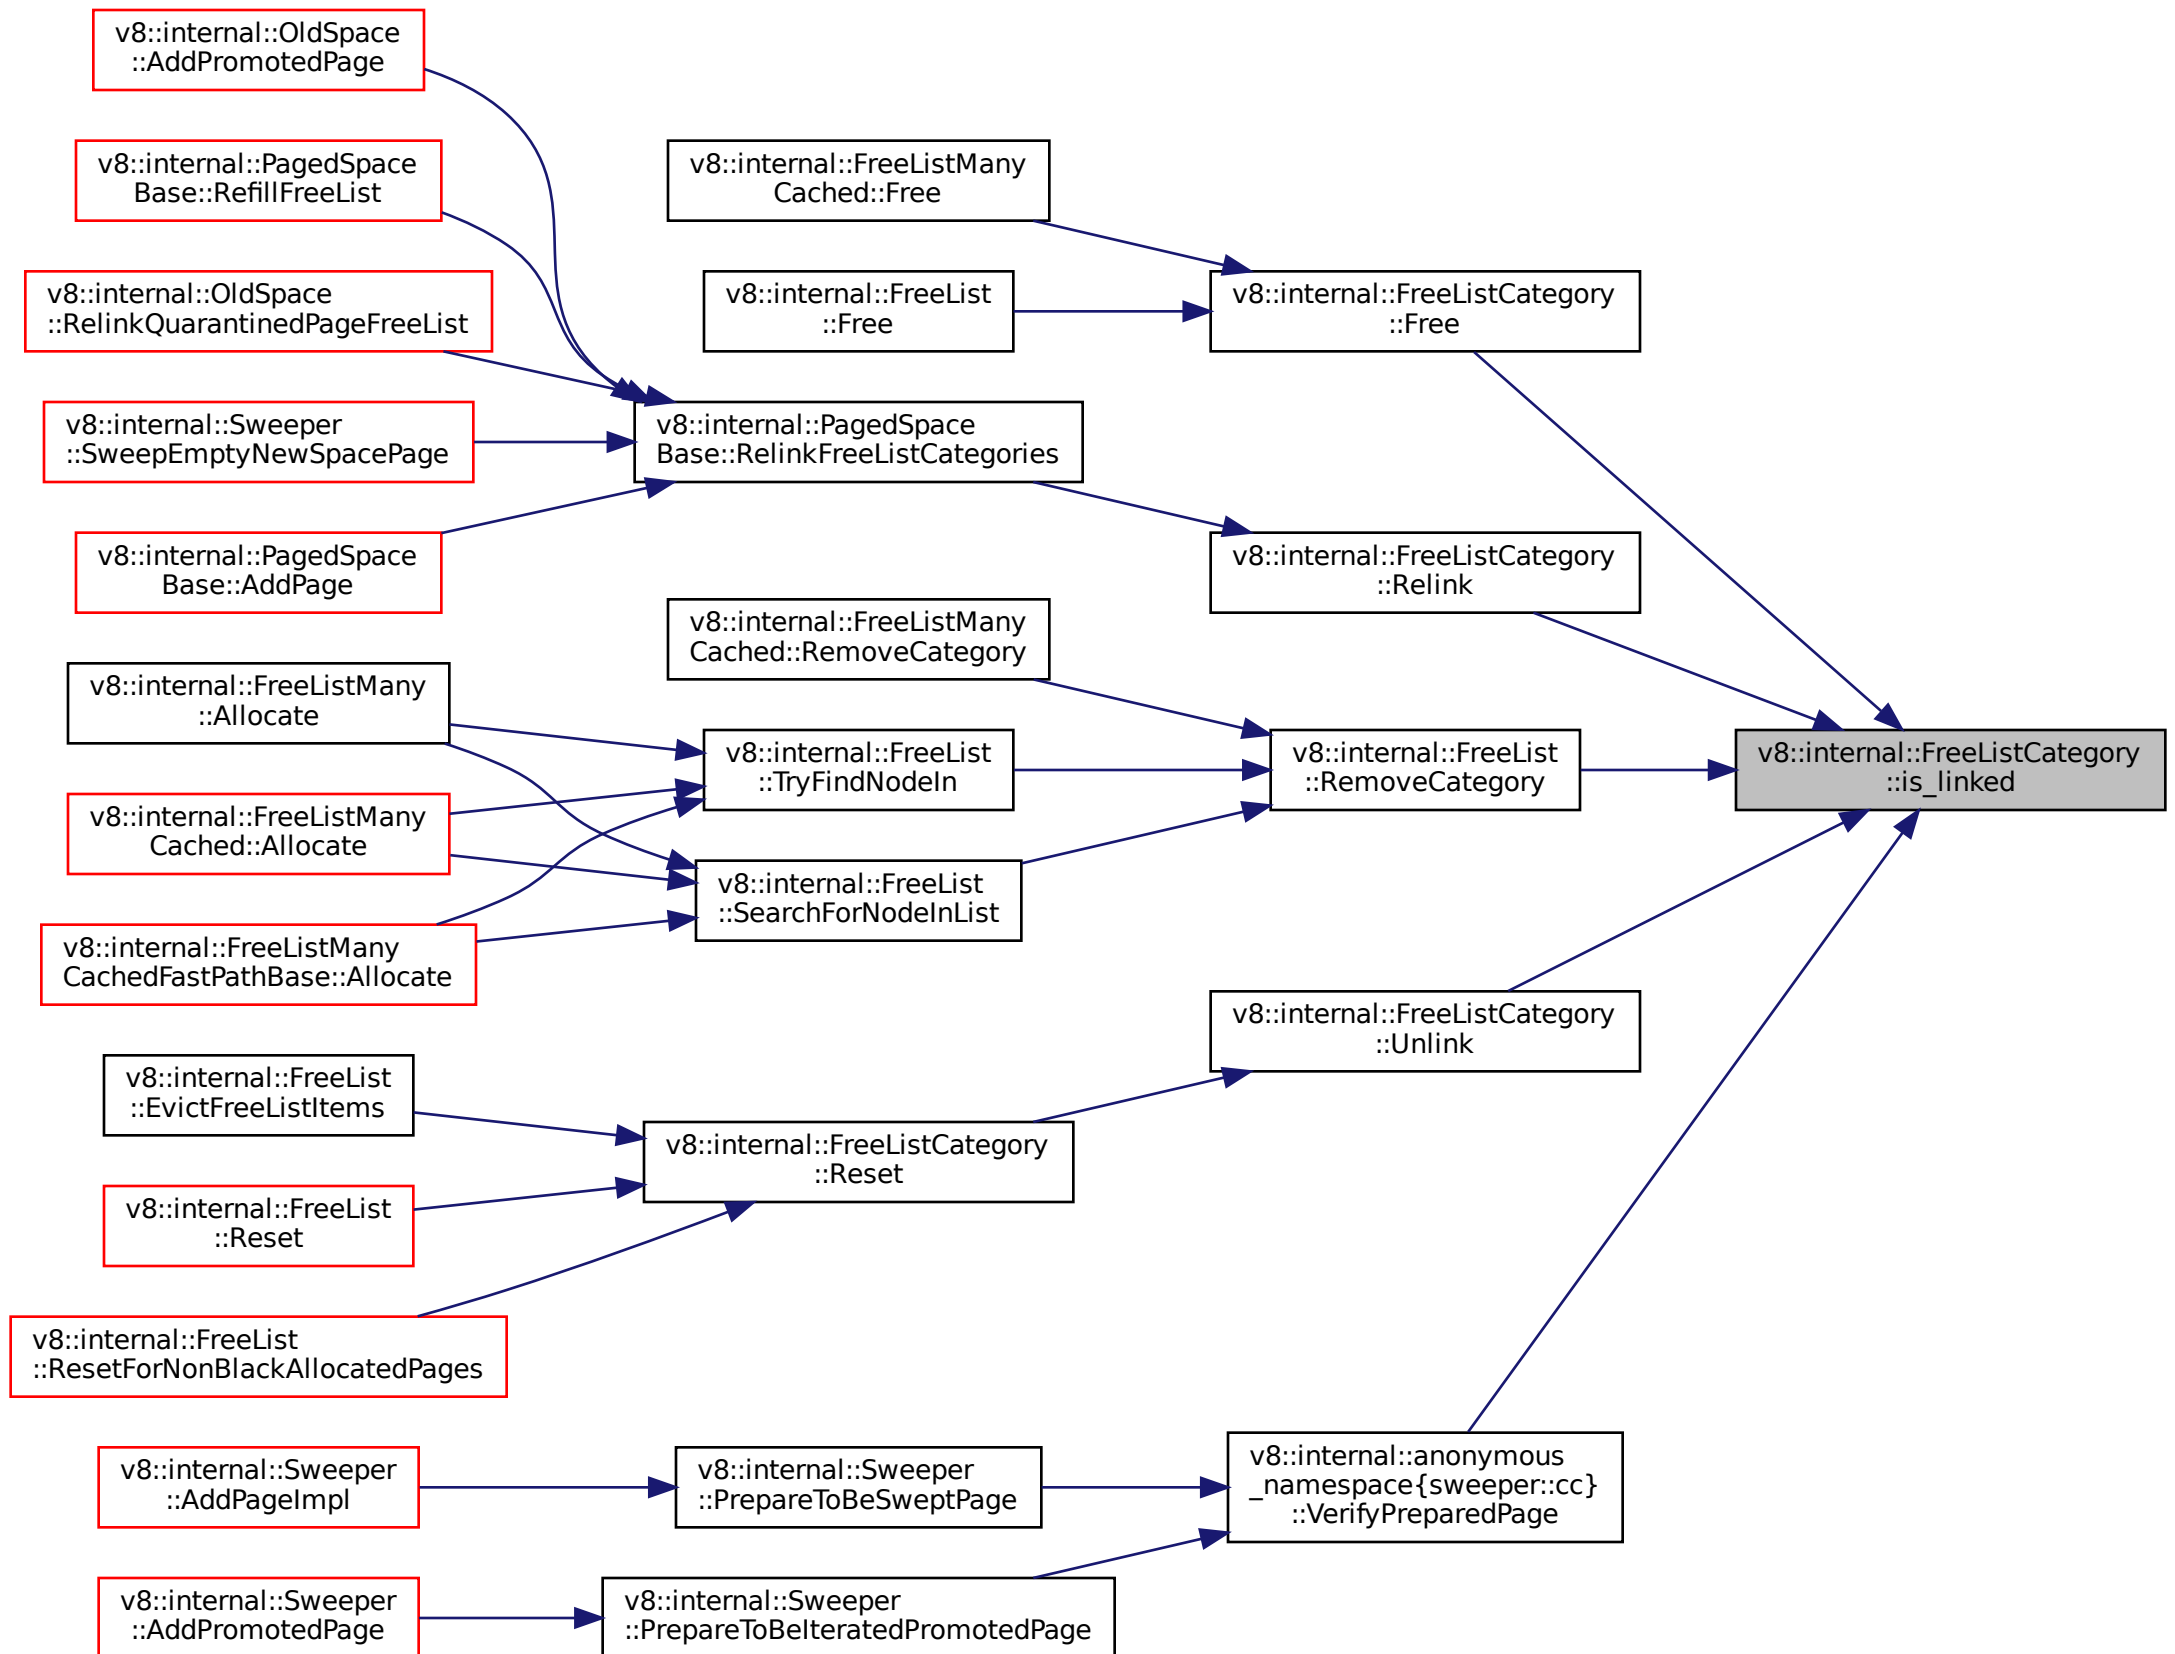 v8::internal::OldSpace
::AddPromotedPage
v8::internal::PagedSpace
Base::RefillFreeList
v8::internal::OldSpace
::RelinkQuarantinedPageFreeList
v8::internal::Sweeper
::SweepEmptyNewSpacePage
v8::internal::PagedSpace
Base::AddPage
v8::internal::FreeListMany
::Allocate
v8::internal::FreeListMany
Cached::Allocate
v8::internal::FreeListMany
CachedFastPathBase::Allocate
v8::internal::FreeList
::EvictFreeListItems
v8::internal::FreeList
::Reset
v8::internal::FreeList
::ResetForNonBlackAllocatedPages
v8::internal::Sweeper
::AddPageImpl
v8::internal::Sweeper
::AddPromotedPage
v8::internal::FreeListMany
Cached::Free
v8::internal::FreeList
::Free
v8::internal::PagedSpace
Base::RelinkFreeListCategories
v8::internal::FreeListMany
Cached::RemoveCategory
v8::internal::FreeList
::TryFindNodeIn
v8::internal::FreeList
::SearchForNodeInList
v8::internal::FreeListCategory
::Reset
v8::internal::Sweeper
::PrepareToBeSweptPage
v8::internal::Sweeper
::PrepareToBeIteratedPromotedPage
v8::internal::FreeListCategory
::Free
v8::internal::FreeListCategory
::Relink
v8::internal::FreeList
::RemoveCategory
v8::internal::FreeListCategory
::Unlink
v8::internal::anonymous
_namespace{sweeper::cc}
::VerifyPreparedPage
v8::internal::FreeListCategory
::is_linked